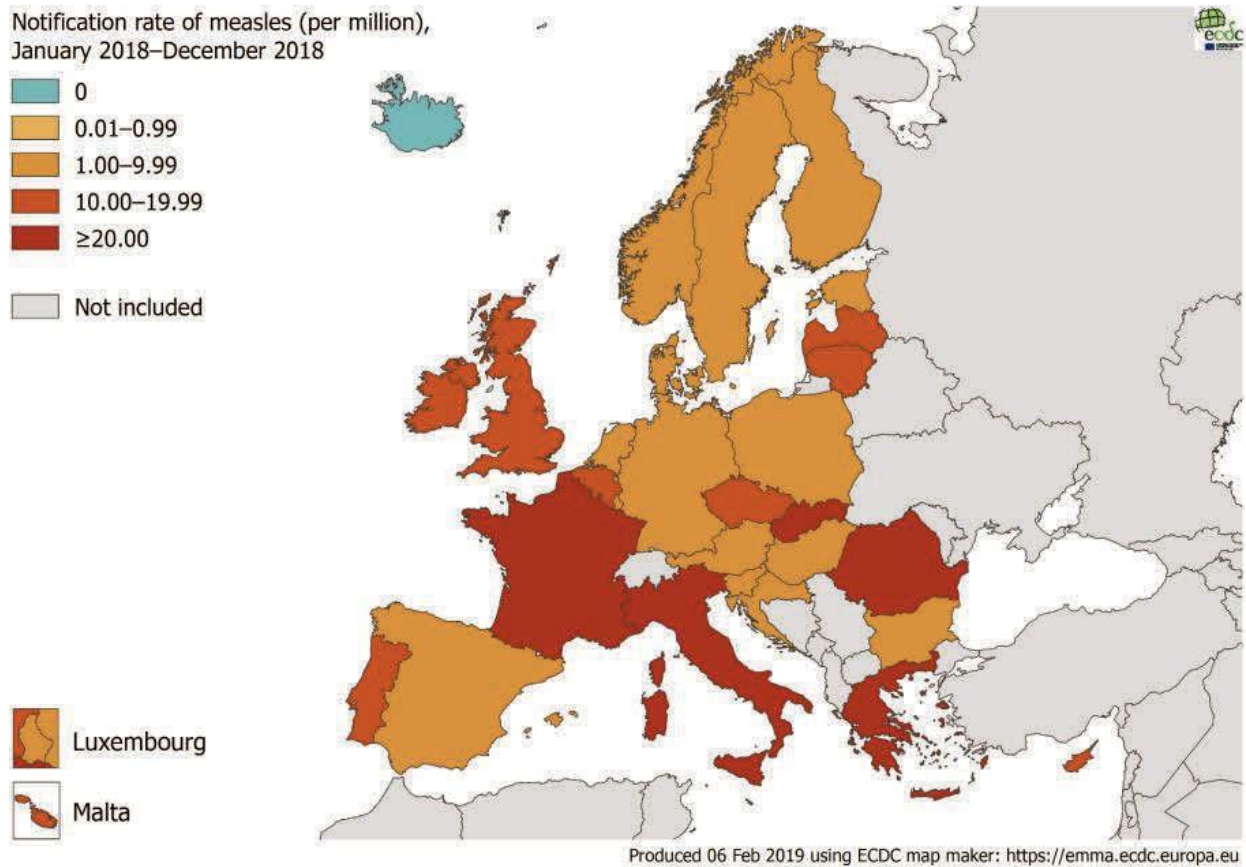 Notification rate of measles (per million),
January 2018–December 2018
ecdc
0
0.01–0.99
1.00–9.99
10.00–19.99
≥20.00
Not included
Luxembourg
Malta
Produced 06 Feb 2019 using ECDC map maker: https://emma.ecdc.europa.eu